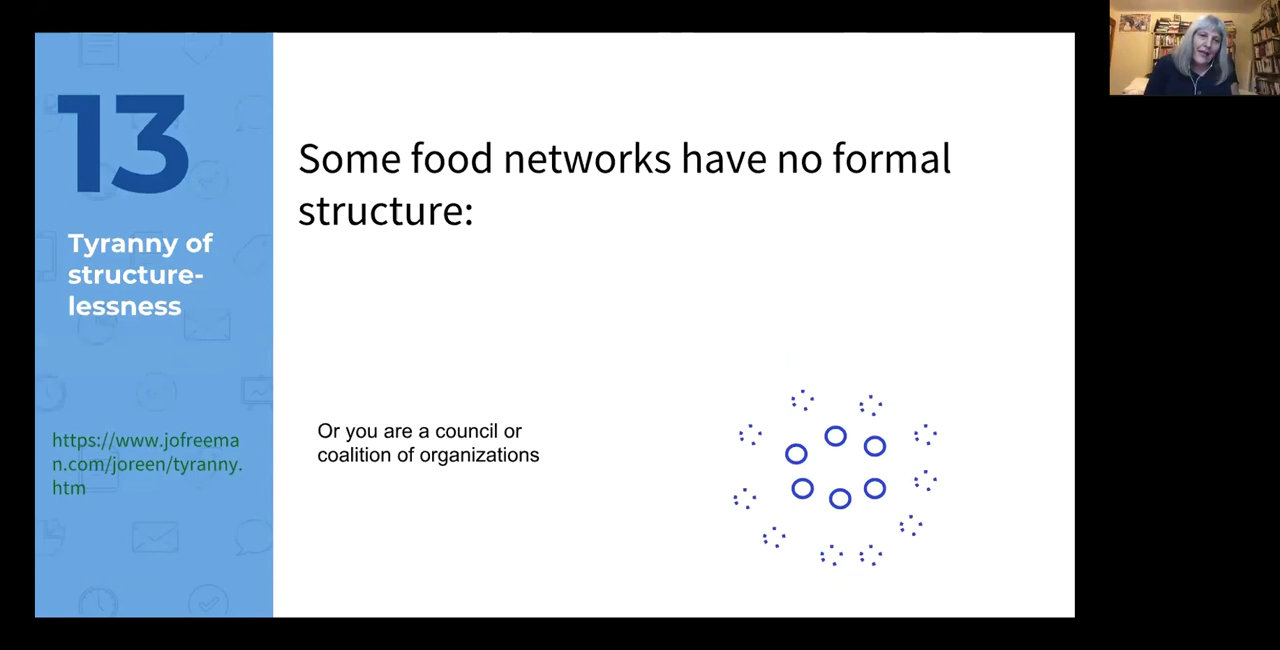 13
Tyranny of
structure-
lessness
https://www.jofreema
n.com/joreen/tyranny.
htm
Some food networks have no formal
structure:
Or you are a council or
coalition of organizations